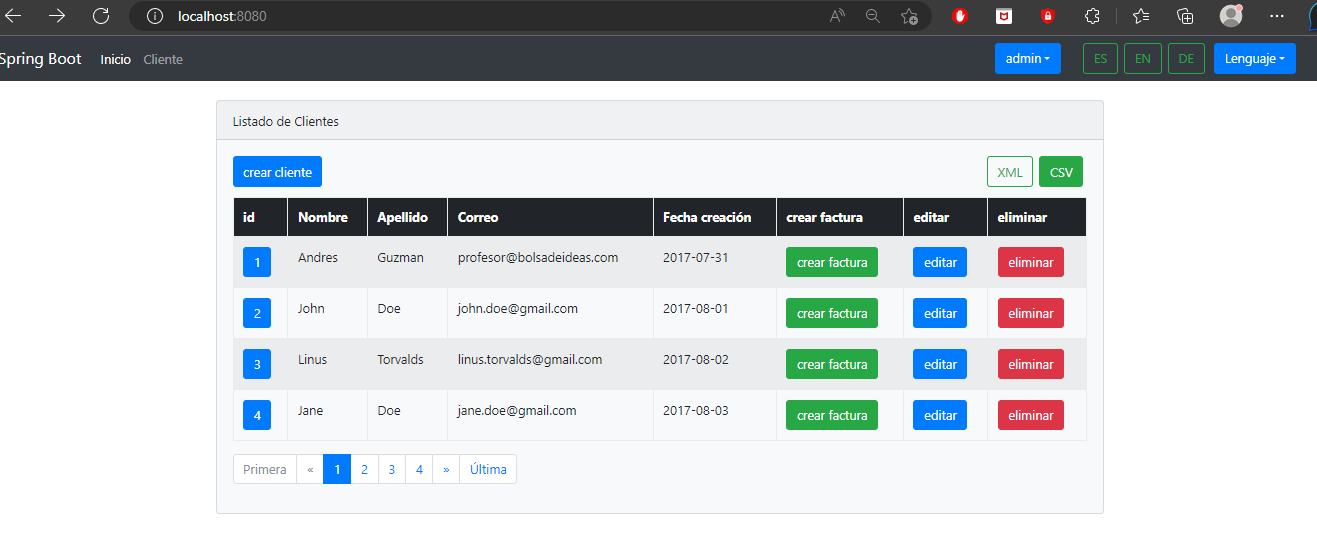 localhost:8080
Spring Boot Inicio Cliente admin ES EN DE Lenguaje
Listado de Clientes
crear cliente XML CSV
id Nombre Apellido Correo Fecha creación crear factura editar eliminar
1 Andres Guzman profesor@bolsadeideas.com 2017-07-31 crear factura editar eliminar
2 John Doe john.doe@gmail.com 2017-08-01 crear factura editar eliminar
3 Linus Torvalds linus.torvalds@gmail.com 2017-08-02 crear factura editar eliminar
4 Jane Doe jane.doe@gmail.com 2017-08-03 crear factura editar eliminar
Primera « 1 2 3 4 » Última